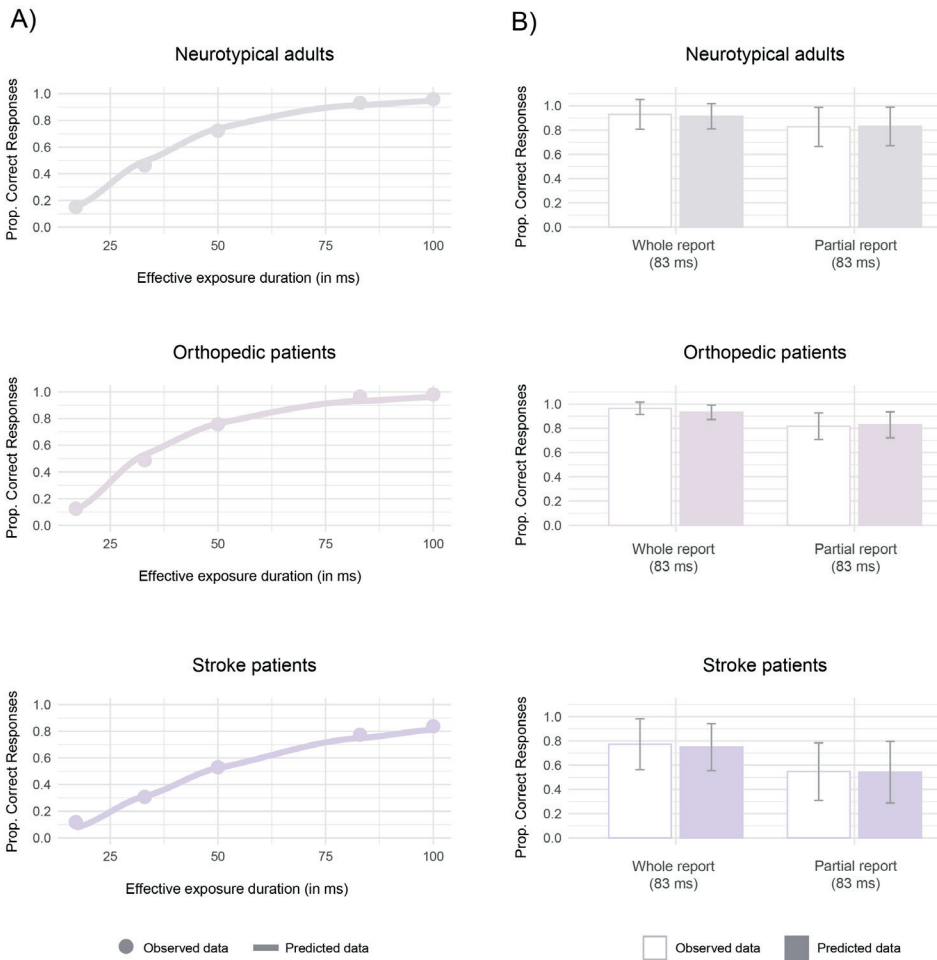 A)
Neurotypical adults
Prop. Correct Responses
1.0
0.8
0.6
0.4
0.2
0.0
25 50 75 100
Effective exposure duration (in ms)
Orthopedic patients
Prop. Correct Responses
1.0
0.8
0.6
0.4
0.2
0.0
25 50 75 100
Effective exposure duration (in ms)
Stroke patients
Prop. Correct Responses
1.0
0.8
0.6
0.4
0.2
0.0
25 50 75 100
Effective exposure duration (in ms)
Observed data Predicted data
B)
Neurotypical adults
Prop. Correct Responses
1.0
0.8
0.6
0.4
0.2
0.0
Whole report Partial report
(83 ms) (83 ms)
Orthopedic patients
Prop. Correct Responses
1.0
0.8
0.6
0.4
0.2
0.0
Whole report Partial report
(83 ms) (83 ms)
Stroke patients
Prop. Correct Responses
1.0
0.8
0.6
0.4
0.2
0.0
Whole report Partial report
(83 ms) (83 ms)
Observed data Predicted data